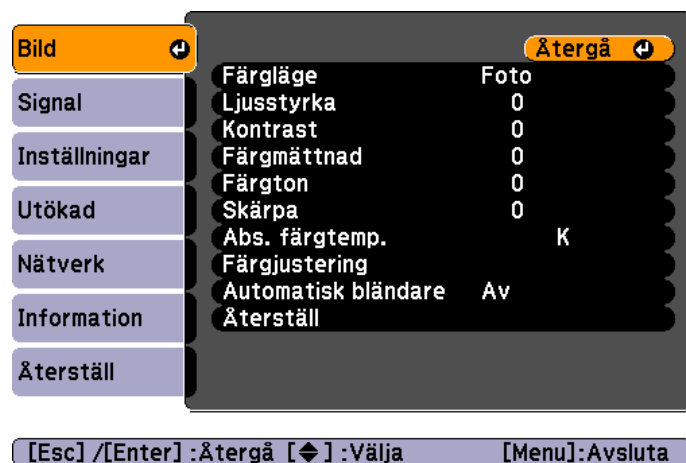 Bild
Signal
Inställningar
Utökad
Nätverk
Information
Återställ
Återgå
Färgläge Foto
Ljusstyrka 0
Kontrast 0
Färgmättnad 0
Färgton 0
Skärpa 0
Abs. färgtemp. K
Färgjustering
Automatisk bländare Av
Återställ
[Esc] /[Enter] :Återgå [◆] :Välja [Menu]:Avsluta